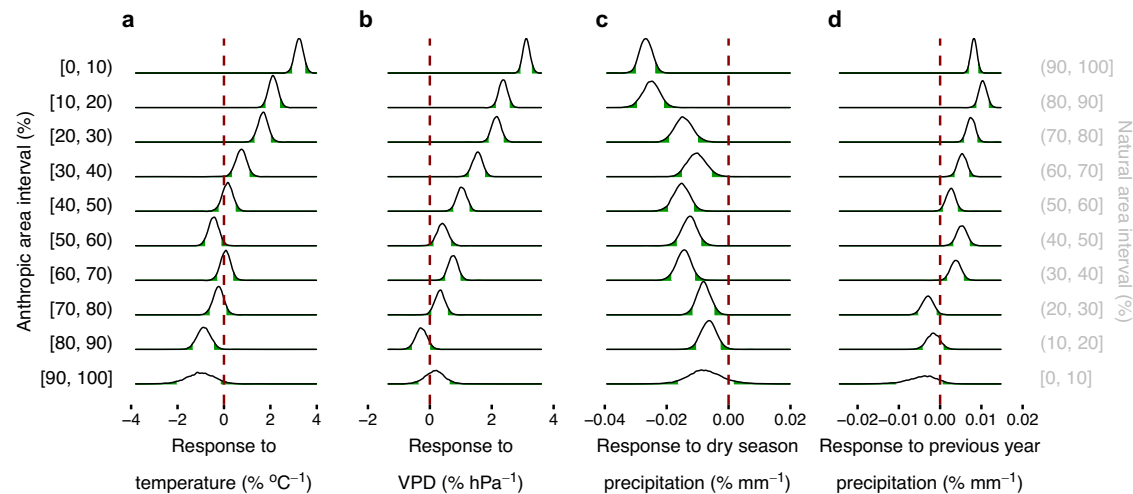 a b c d
Anthropic area interval (%)
[0, 10) (90, 100]
[10, 20) (80, 90]
[20, 30) (70, 80]
[30, 40) (60, 70]
[40, 50) (50, 60]
[50, 60) (40, 50]
[60, 70) (30, 40]
[70, 80) (20, 30]
[80, 90) (10, 20]
[90, 100] [0, 10]
Natural area interval (%)
−4 −2 0 2 4 −2 0 2 −0.04 −0.02 0.00 0.02 −0.02 −0.01 0.00 0.01 0.02
Response to Response to Response to dry season Response to previous year
temperature (% °C⁻¹) VPD (% hPa⁻¹) precipitation (% mm⁻¹) precipitation (% mm⁻¹)